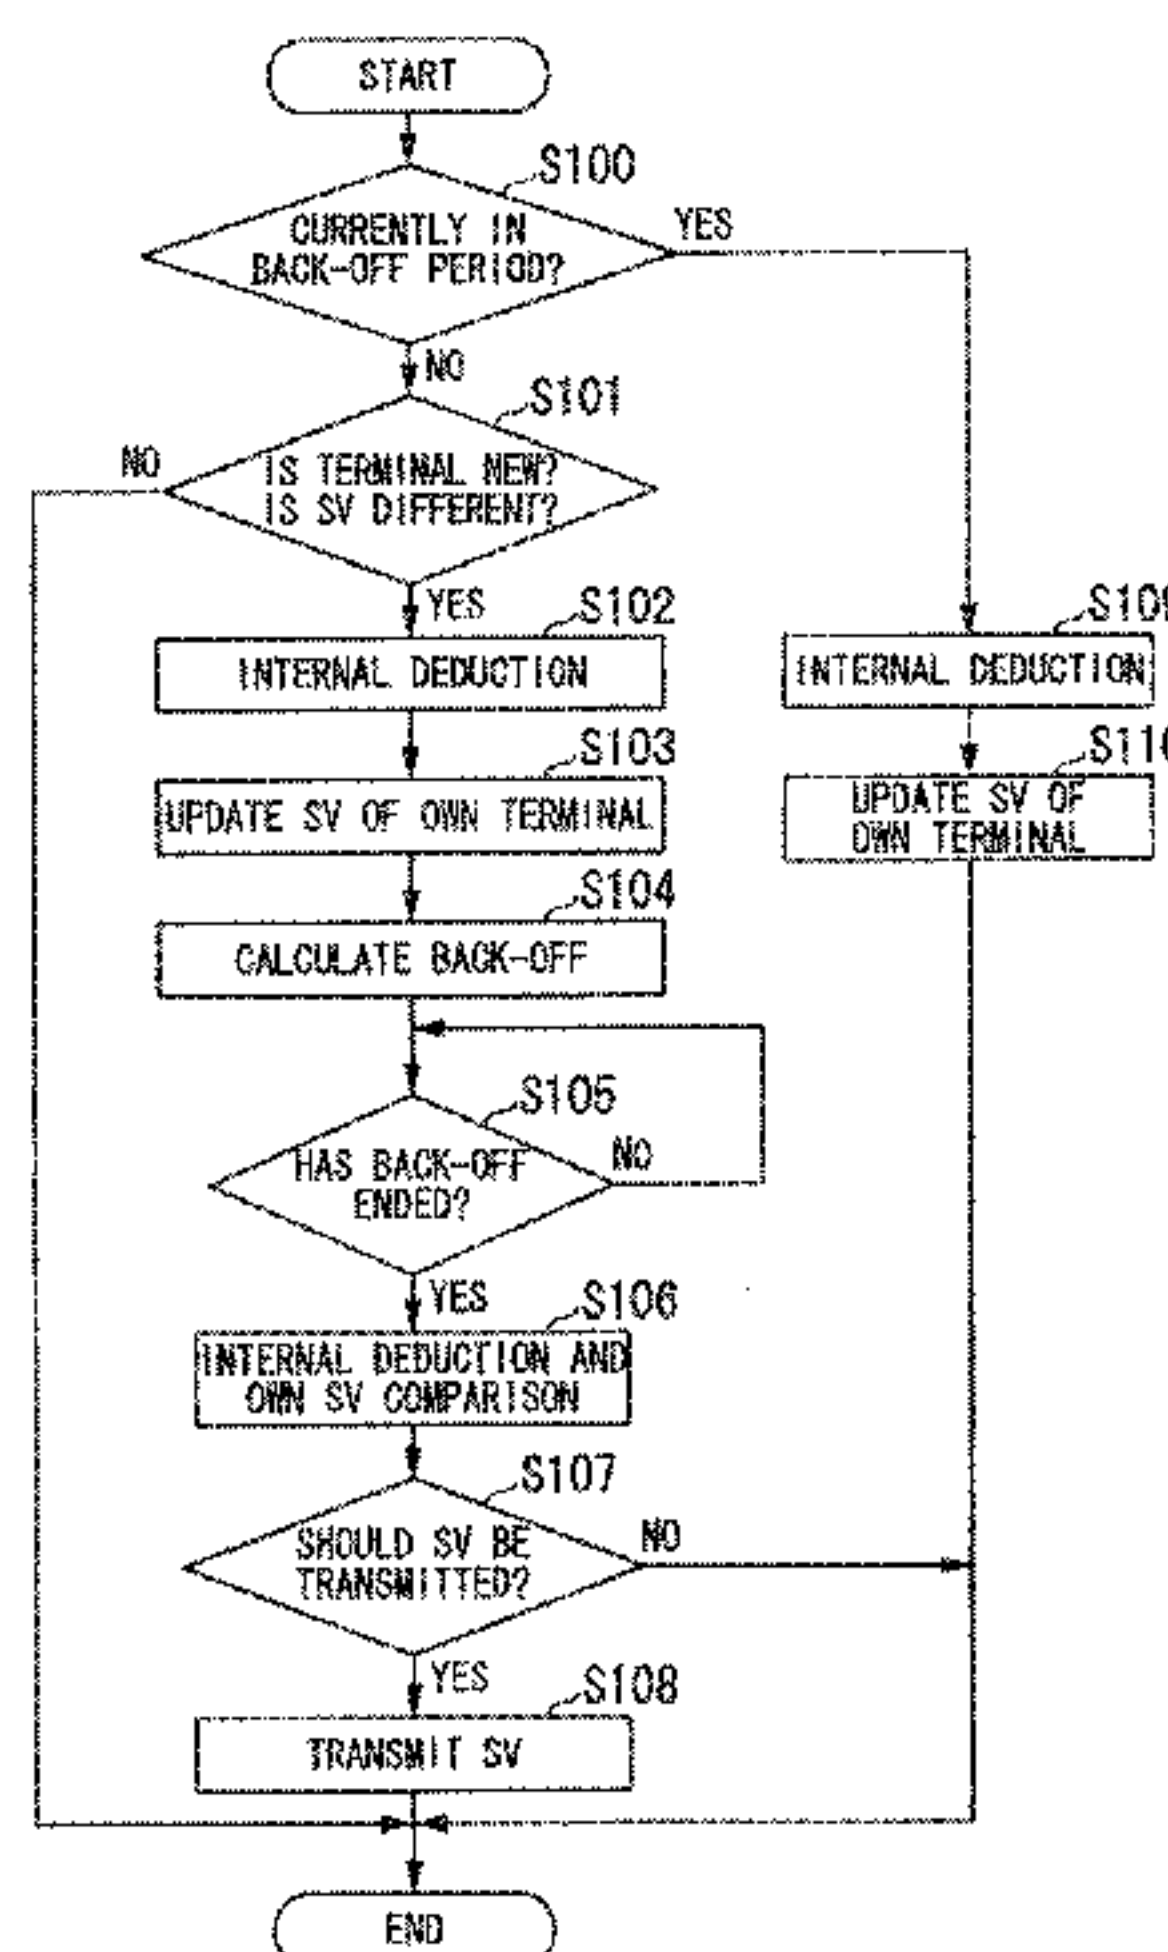 START
S100
CURRENTLY IN
BACK-OFF PERIOD?
YES
NO
S101
IS TERMINAL NEW?
IS SV DIFFERENT?
NO
YES
S102
INTERNAL DEDUCTION
S109
INTERNAL DEDUCTION
S103
UPDATE SV OF OWN TERMINAL
S110
UPDATE SV OF
OWN TERMINAL
S104
CALCULATE BACK-OFF
S105
HAS BACK-OFF
ENDED?
NO
YES
S106
INTERNAL DEDUCTION AND
OWN SV COMPARISON
S107
SHOULD SV BE
TRANSMITTED?
NO
YES
S108
TRANSMIT SV
END